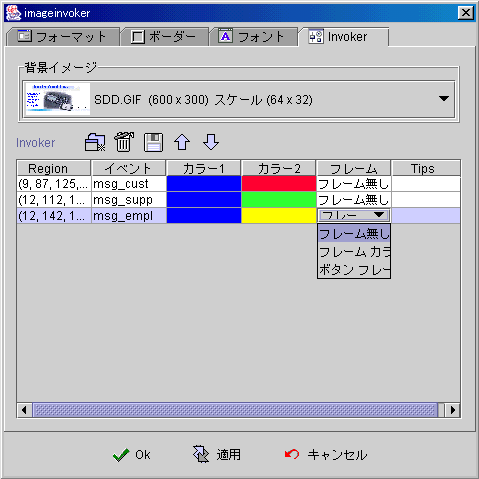 imageinvoker
フォーマット ボーダー フォント Invoker
背景イメージ
SDD.GIF (600 x 300) スケール (64 x 32)
Invoker
Region イベント カラー1 カラー2 フレーム Tips
(9, 87, 125,... msg_cust フレーム無し
(12, 112, 1... msg_supp フレーム無し
(12, 142, 1... msg_empl フレー
フレーム無し
フレーム カラ
ボタン フレー
Ok 適用 キャンセル